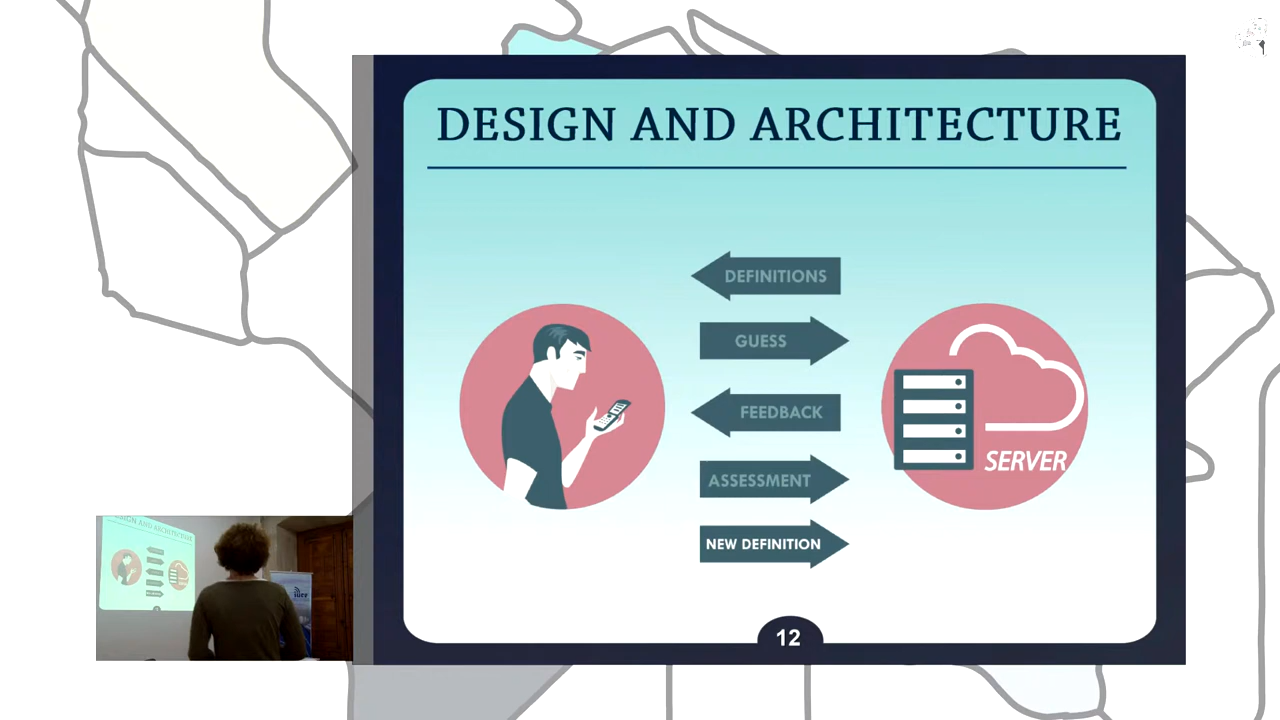 DESIGN AND ARCHITECTURE
DEFINITIONS
GUESS
FEEDBACK
ASSESSMENT
NEW DEFINITION
SERVER
12